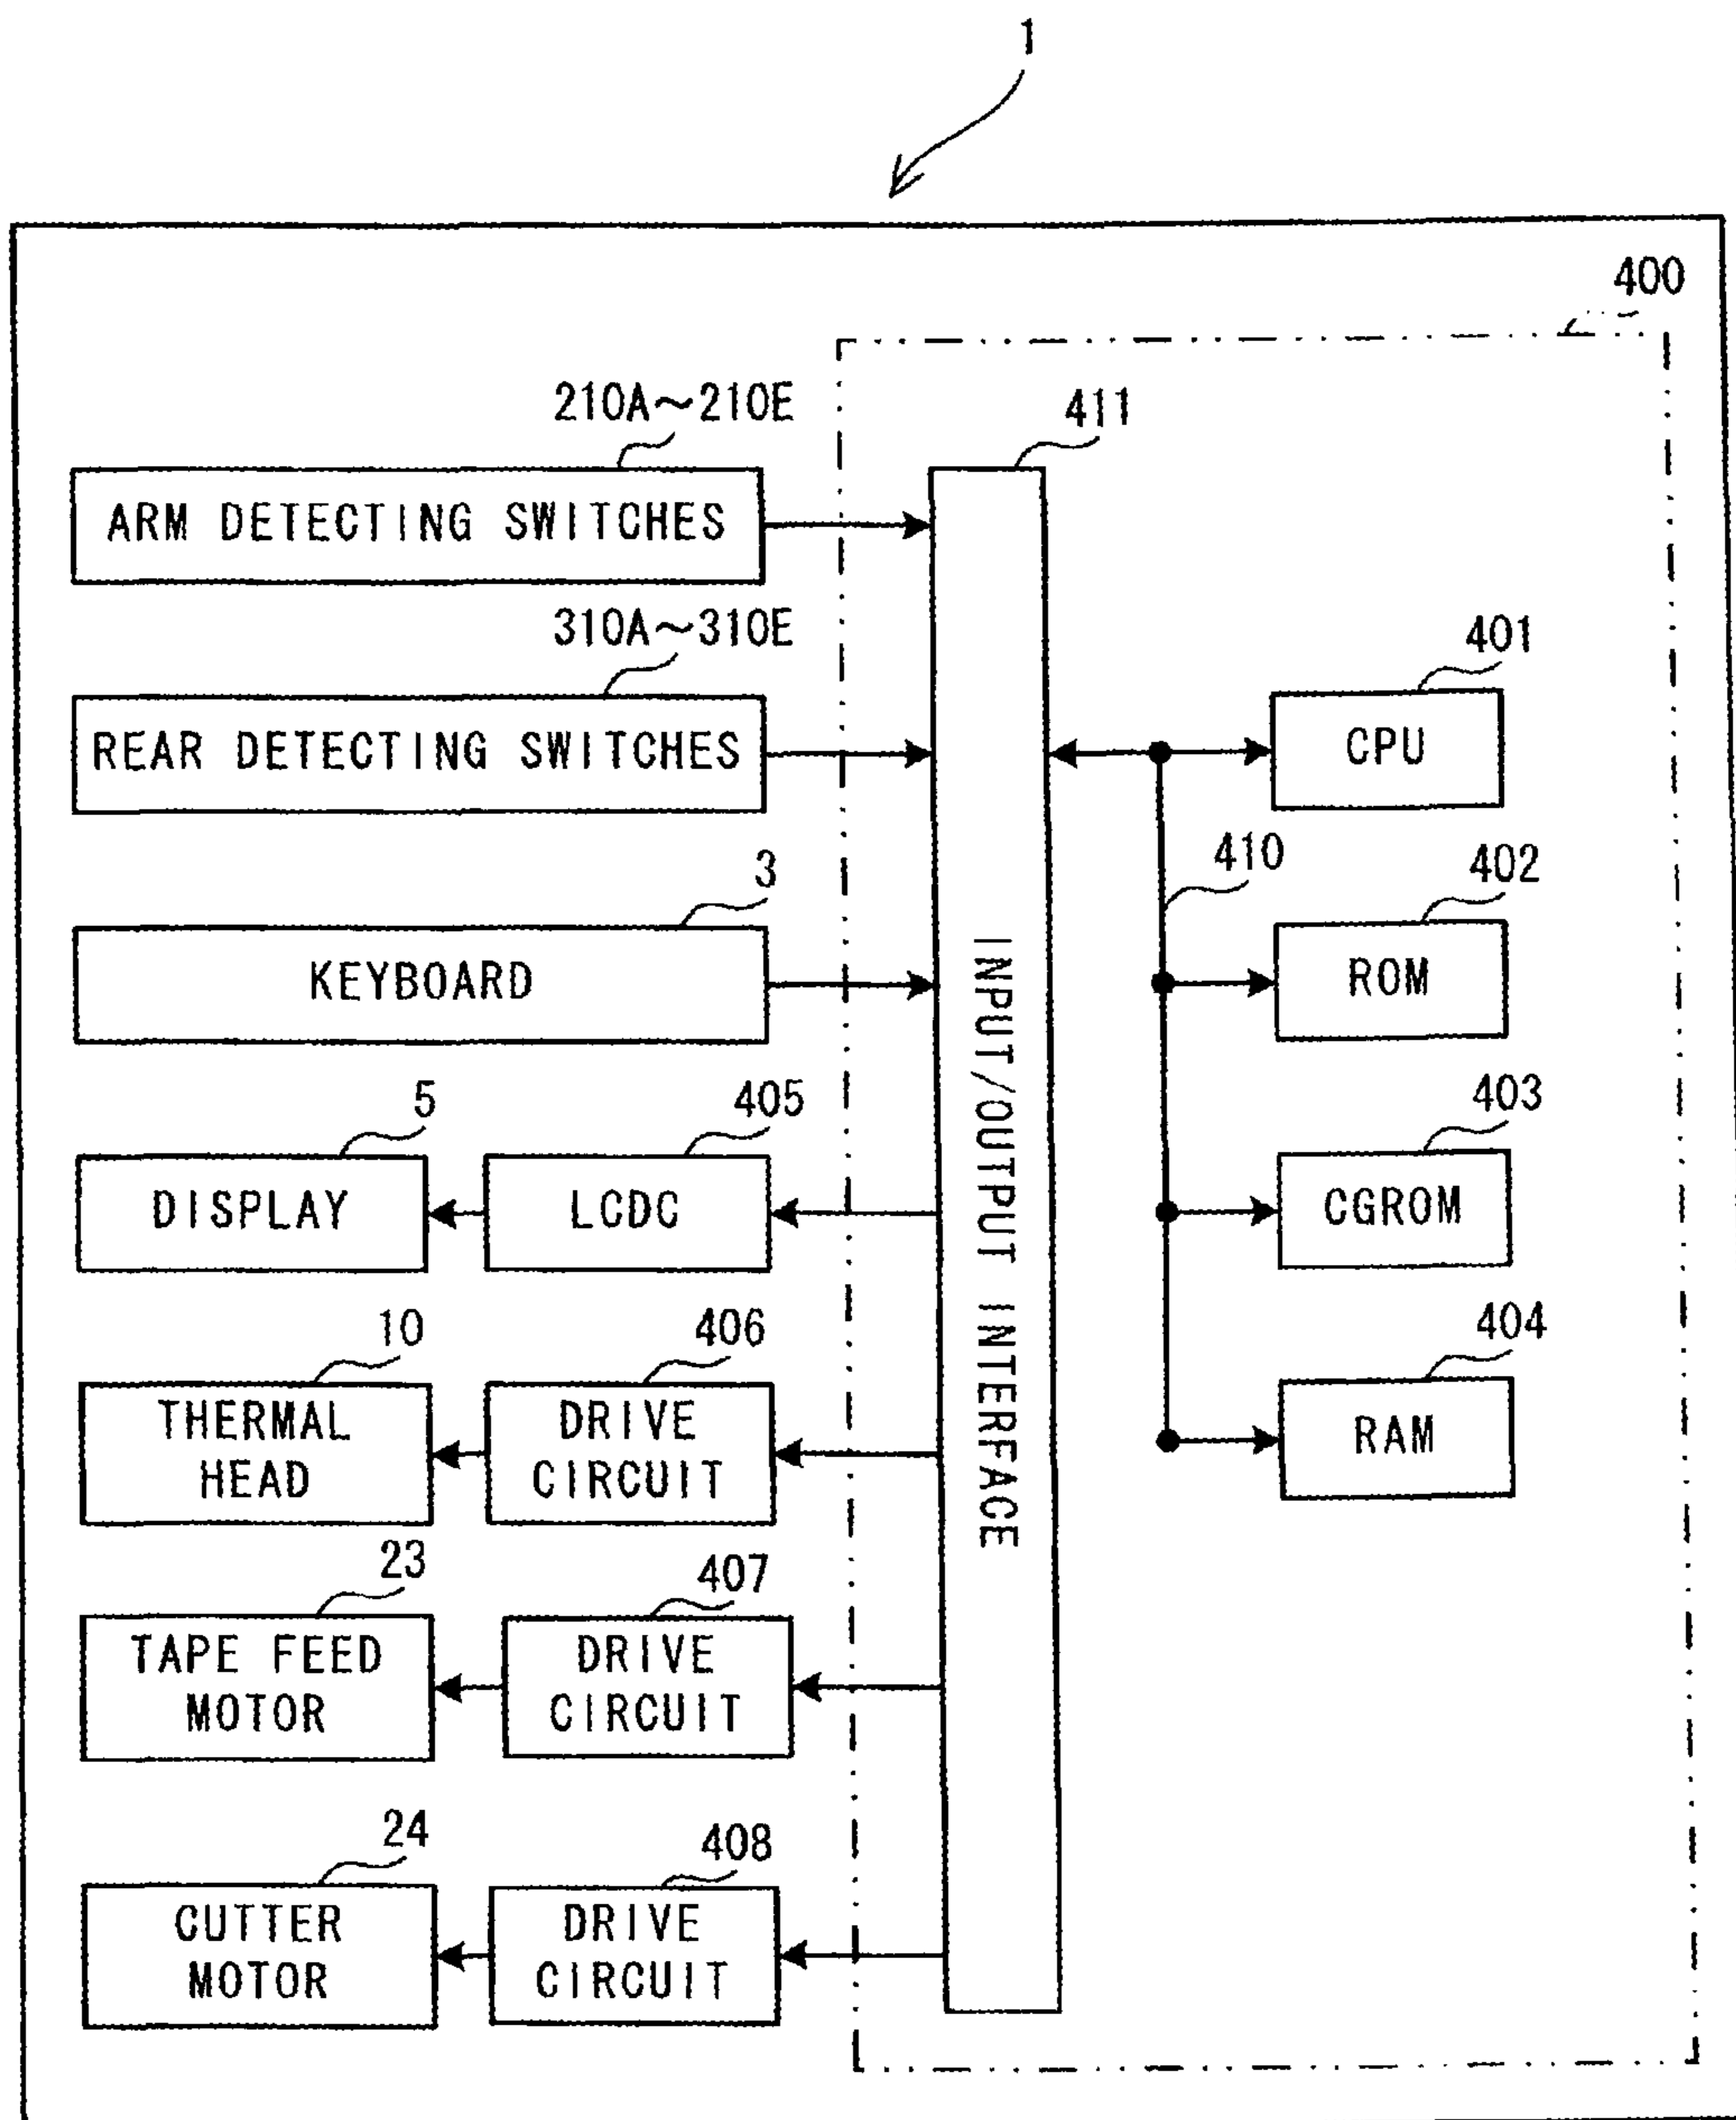 1
400
210A~210E
411
ARM DETECTING SWITCHES
310A~310E
401
REAR DETECTING SWITCHES
CPU
410
3
402
KEYBOARD
ROM
INPUT/OUTPUT INTERFACE
5
405
403
DISPLAY
LCDC
CGROM
10
406
404
THERMAL
HEAD
DRIVE
CIRCUIT
RAM
23
407
TAPE FEED
MOTOR
DRIVE
CIRCUIT
24
408
CUTTER
MOTOR
DRIVE
CIRCUIT